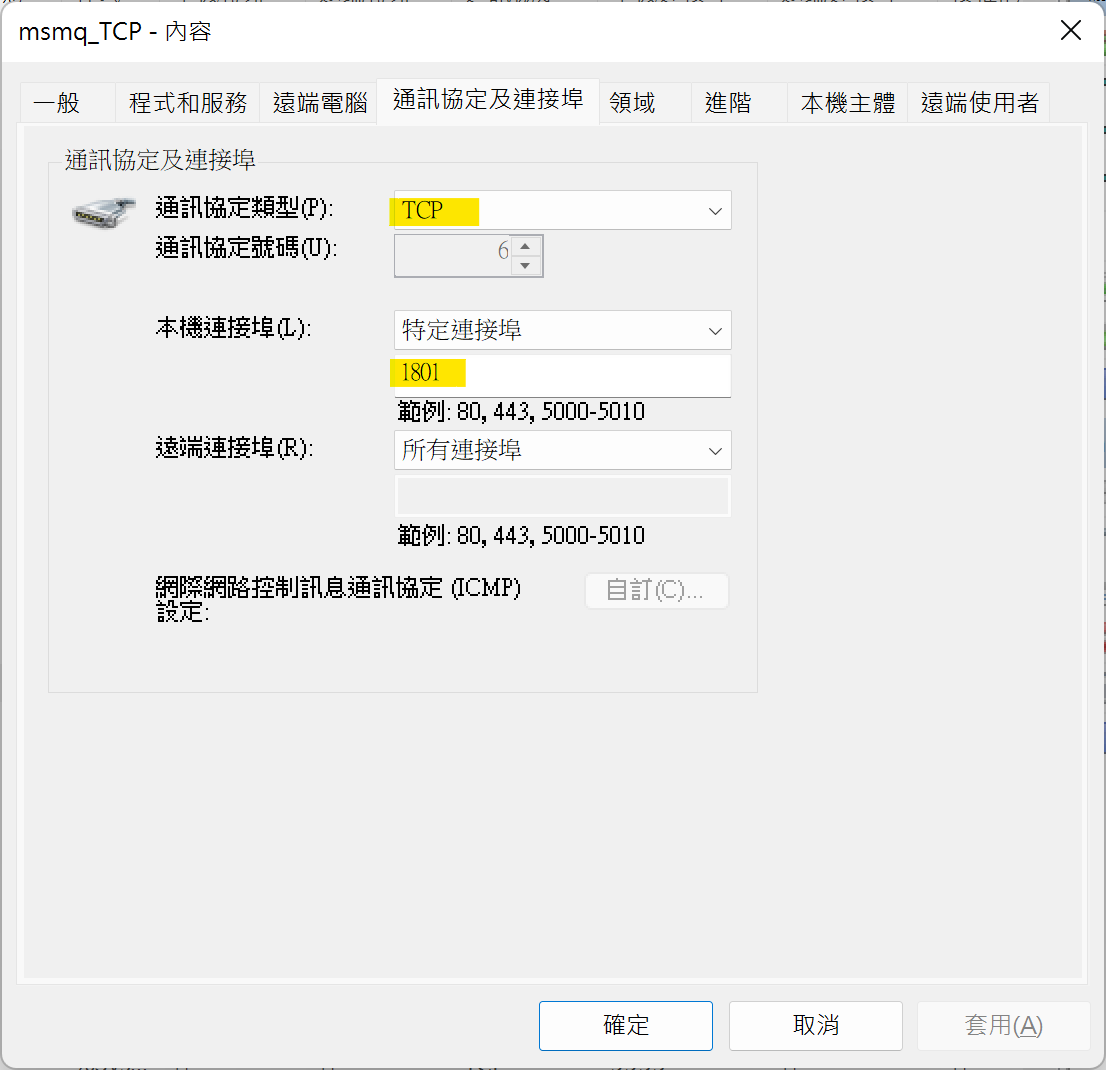 msmq_TCP - 內容
一般 程式和服務 遠端電腦 通訊協定及連接埠 領域 進階 本機主體 遠端使用者
通訊協定及連接埠
通訊協定類型(P): TCP
通訊協定號碼(U): 6
本機連接埠(L): 特定連接埠
1801
範例: 80, 443, 5000-5010
遠端連接埠(R): 所有連接埠
範例: 80, 443, 5000-5010
網際網路控制訊息通訊協定 (ICMP) 自訂(C)...
設定:
確定 取消 套用(A)